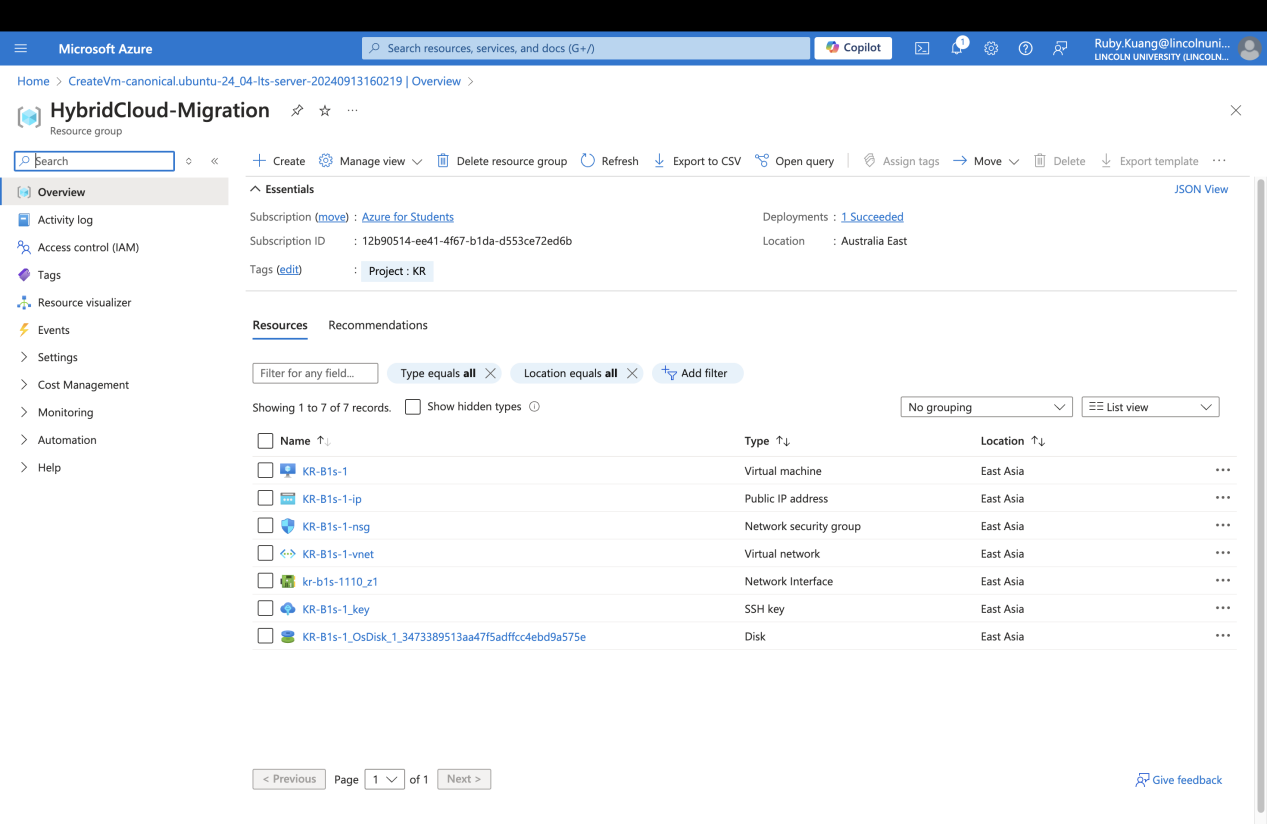 Microsoft Azure
Search resources, services, and docs (G+/)
Copilot
1
Ruby.Kuang@lincolnuni...
LINCOLN UNIVERSITY (LINCOLN...
Home > CreateVm-canonical.ubuntu-24_04-lts-server-20240913160219 | Overview >
HybridCloud-Migration
Resource group
Search
Create
Manage view
Delete resource group
Refresh
Export to CSV
Open query
Assign tags
Move
Delete
Export template
Overview
Activity log
Access control (IAM)
Tags
Resource visualizer
Events
Settings
Cost Management
Monitoring
Automation
Help
Essentials
JSON View
Subscription (move) : Azure for Students
Deployments : 1 Succeeded
Subscription ID : 12b90514-ee41-4f67-b1da-d553ce72ed6b
Location : Australia East
Tags (edit) : Project : KR
Resources Recommendations
Filter for any field...
Type equals all
Location equals all
Add filter
Showing 1 to 7 of 7 records.
Show hidden types
No grouping
List view
Name Type Location
KR-B1s-1 Virtual machine East Asia
KR-B1s-1-ip Public IP address East Asia
KR-B1s-1-nsg Network security group East Asia
KR-B1s-1-vnet Virtual network East Asia
kr-b1s-1110_z1 Network Interface East Asia
KR-B1s-1_key SSH key East Asia
KR-B1s-1_OsDisk_1_3473389513aa47f5adffcc4ebd9a575e Disk East Asia
< Previous Page 1 of 1 Next >
Give feedback